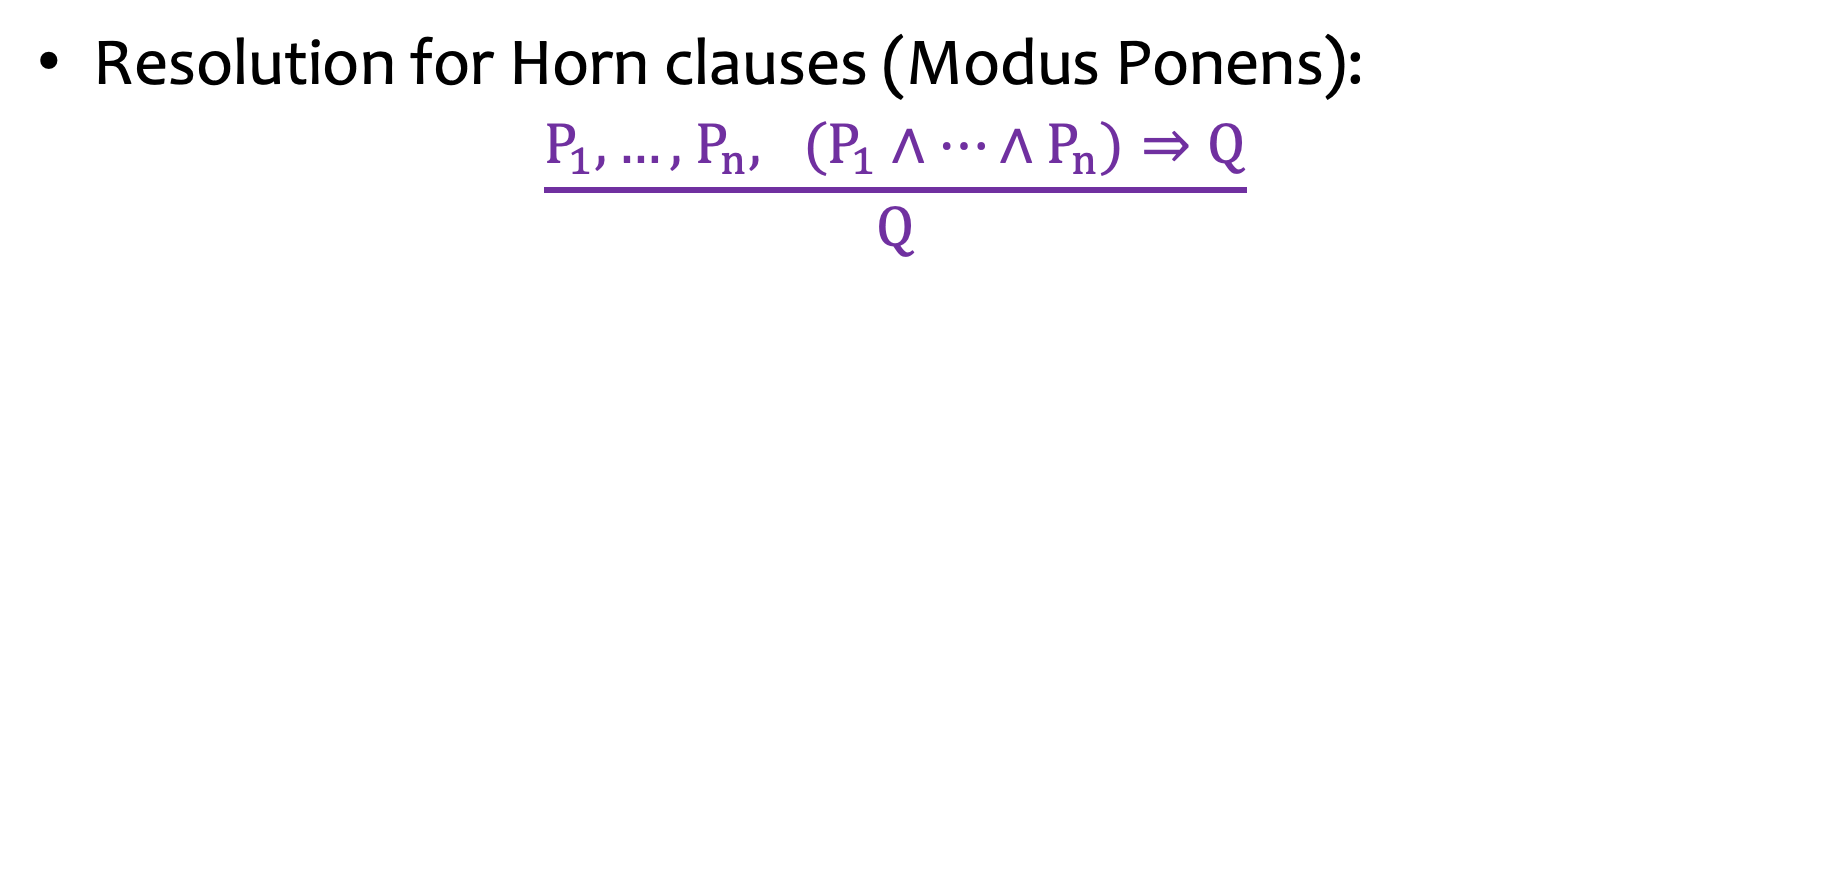 • Resolution for Horn clauses (Modus Ponens):
P₁, … , Pₙ, (P₁ ∧ ⋯ ∧ Pₙ) ⇒ Q
Q